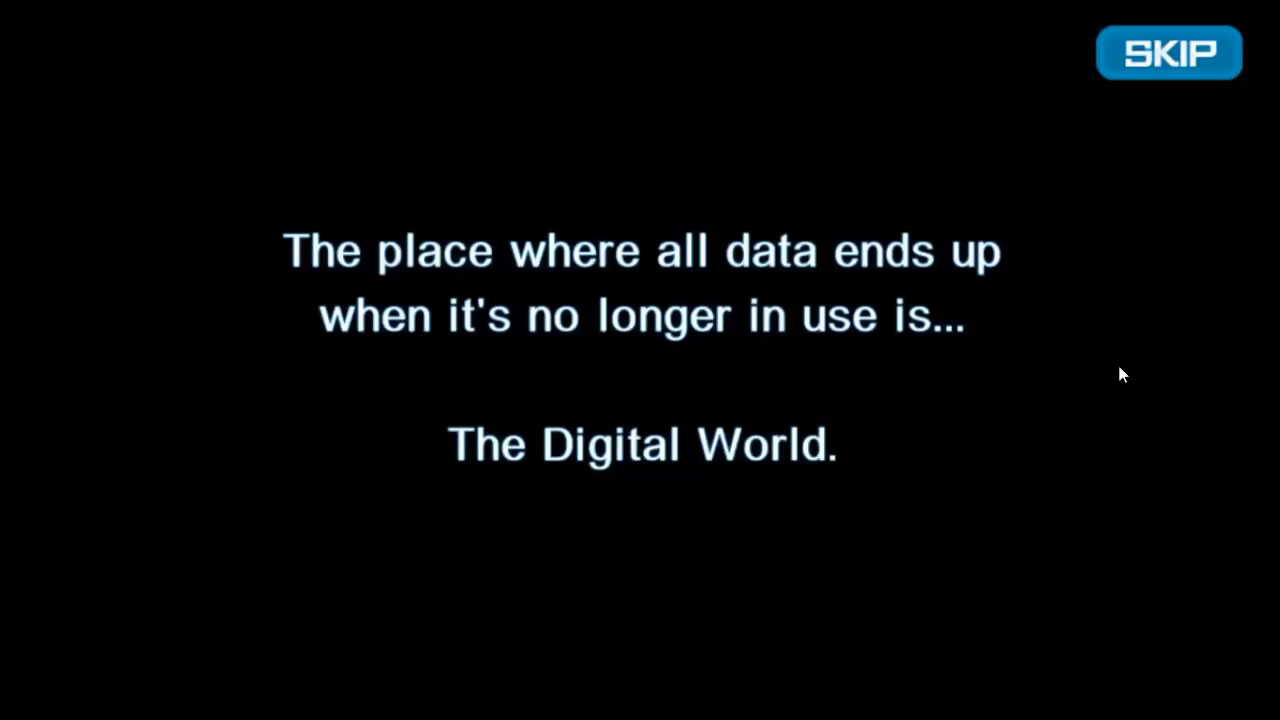 SKIP
The place where all data ends up
when it's no longer in use is...
The Digital World.